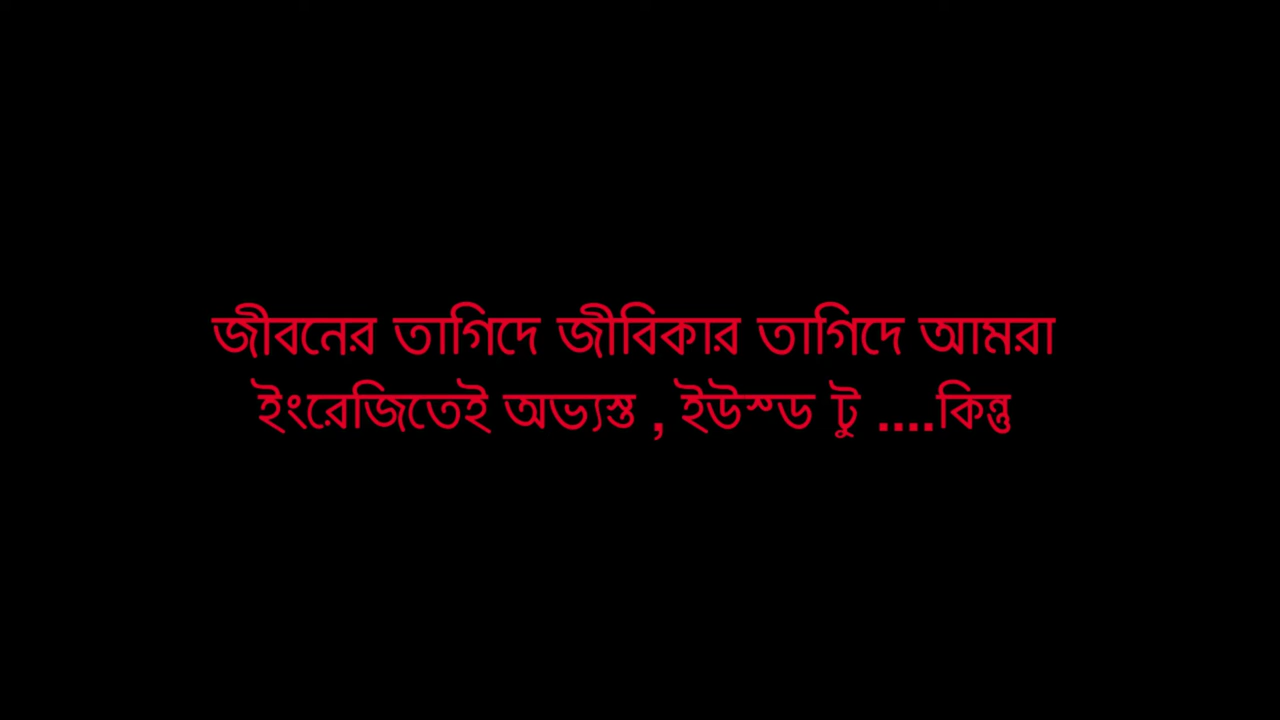 জীবনের তাগিদে জীবিকার তাগিদে আমরা
ইংরেজিতেই অভ্যস্ত , ইউস্ড টু ....কিন্তু